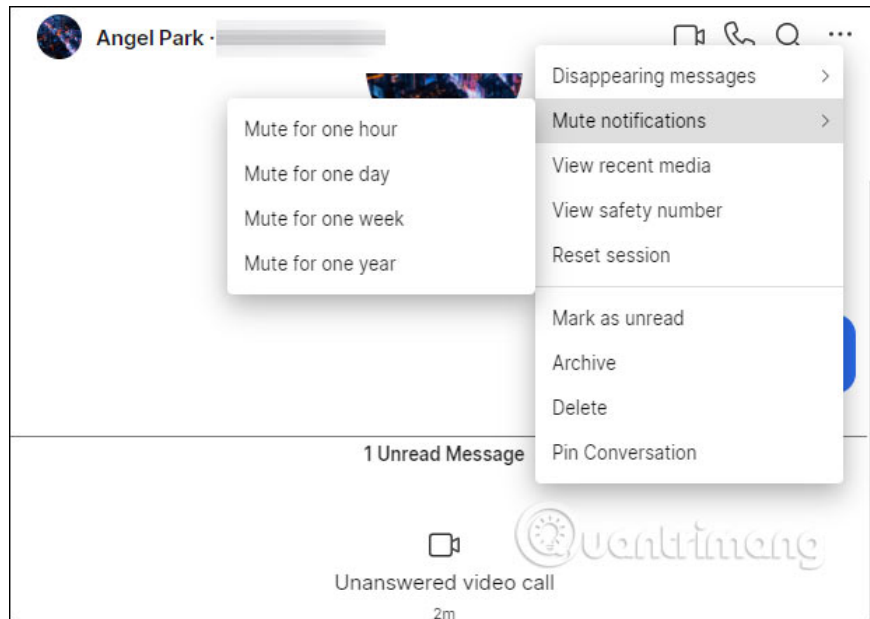 Angel Park ·
Disappearing messages
Mute notifications
View recent media
View safety number
Reset session
Mark as unread
Archive
Delete
Pin Conversation
Mute for one hour
Mute for one day
Mute for one week
Mute for one year
1 Unread Message
Unanswered video call
2m
Quantrimang